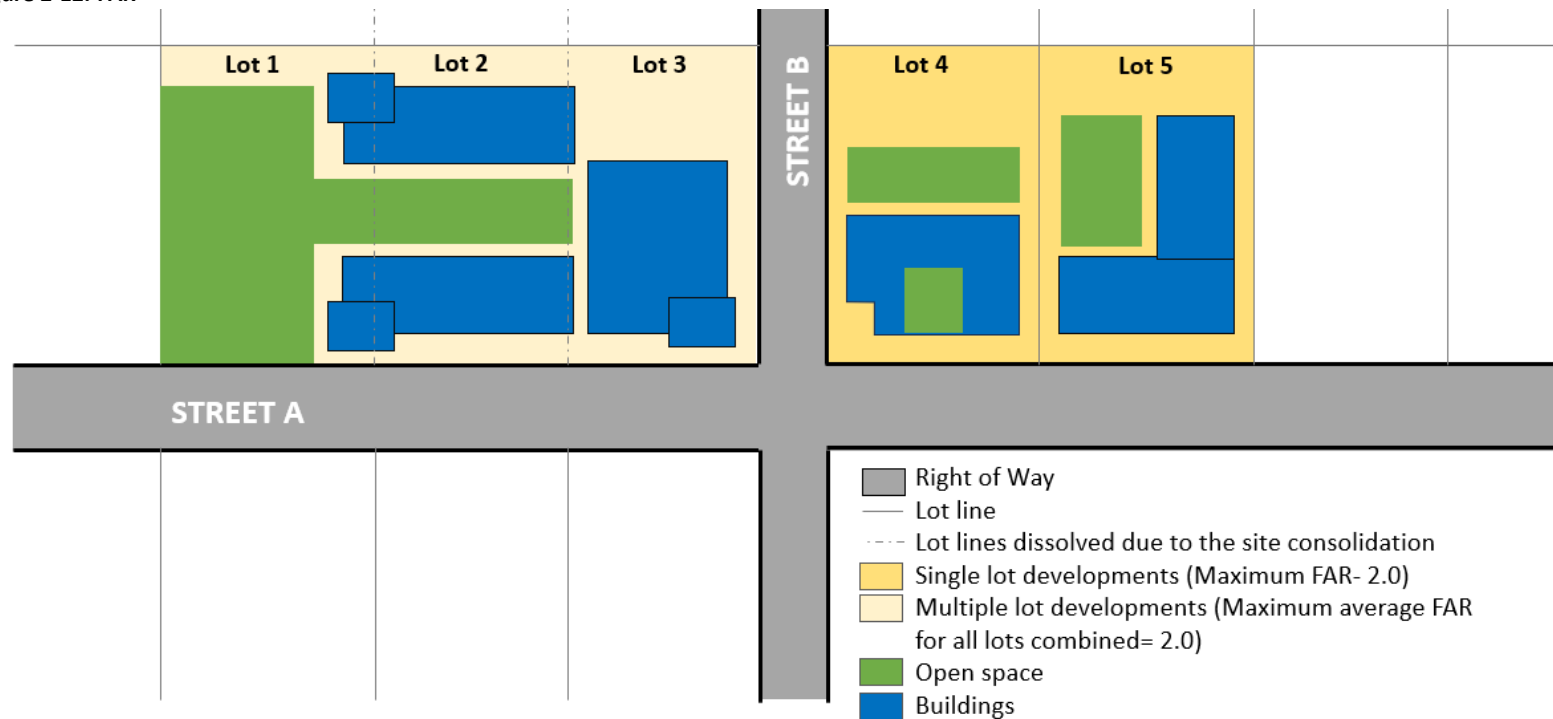 Lot 1
Lot 2
Lot 3
STREET B
Lot 4
Lot 5
STREET A
Right of Way
Lot line
Lot lines dissolved due to the site consolidation
Single lot developments (Maximum FAR- 2.0)
Multiple lot developments (Maximum average FAR
for all lots combined= 2.0)
Open space
Buildings